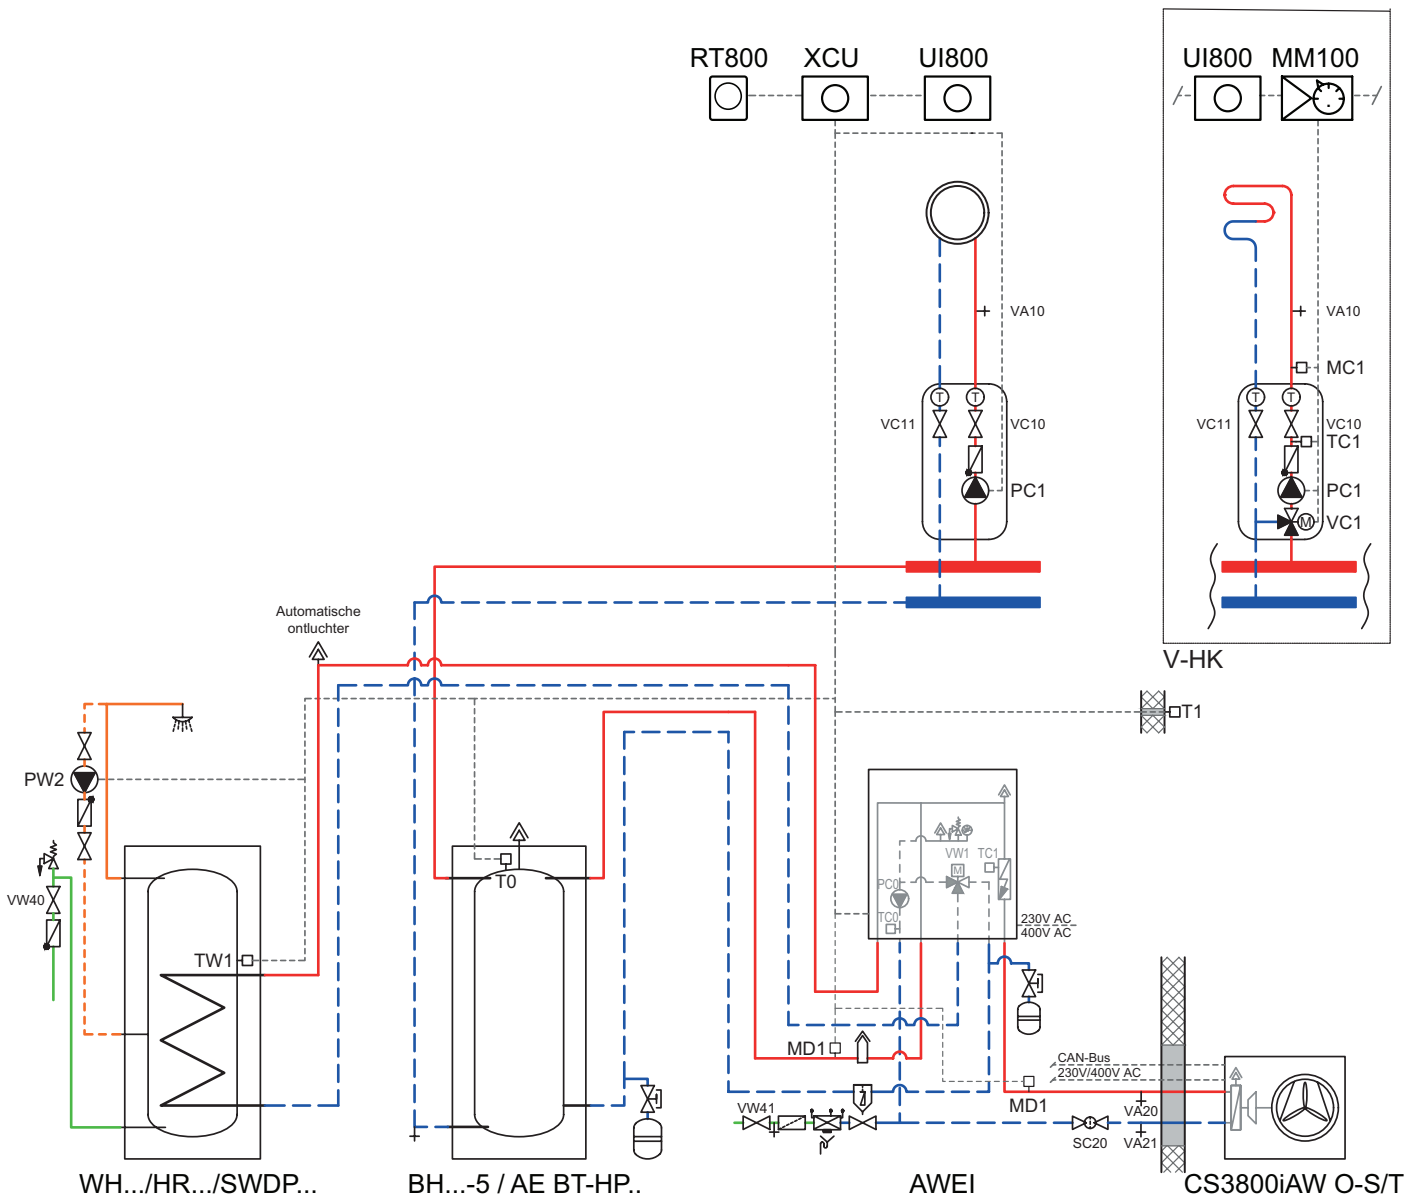 RT800
XCU
UI800
UI800
MM100
VA10
VA10
MC1
T
T
T
T
VC11
VC10
VC11
VC10
TC1
PC1
PC1
M
VC1
Automatische
ontluchter
V-HK
T1
PW2
T0
VW1
TC1
M
PC0
TC0
VW40
230V AC
400V AC
TW1
MD1
CAN-Bus
230V/400V AC
MD1
VW41
VA20
SC20
VA21
WH.../HR.../SWDP...
BH...-5 / AE BT-HP..
AWEI
CS3800iAW O-S/T